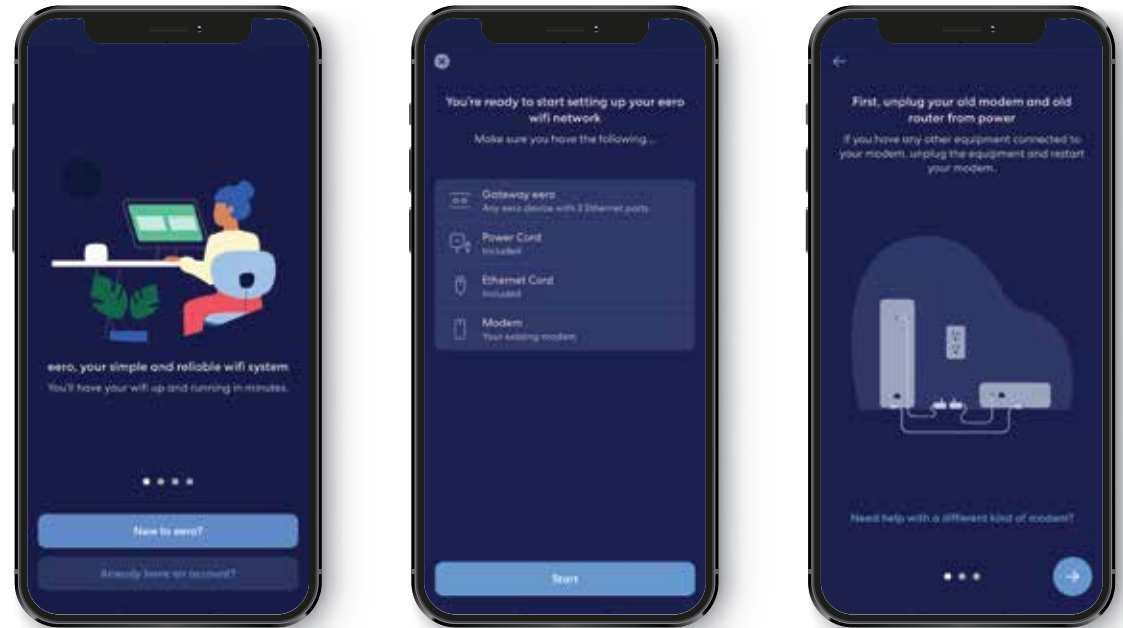 eero, your simple and reliable wifi system
You'll have your wifi up and running in minutes.
New to eero?
Already have an account?
You're ready to start setting up your eero
wifi network
Make sure you have the following...
Gateway eero
Any eero device with 2 Ethernet ports
Power Cord
Included
Ethernet Cord
Included
Modem
Your existing modem
Start
First, unplug your old modem and old
router from power
If you have any other equipment connected to
your modem, unplug the equipment and restart
your modem.
Need help with a different kind of modem?